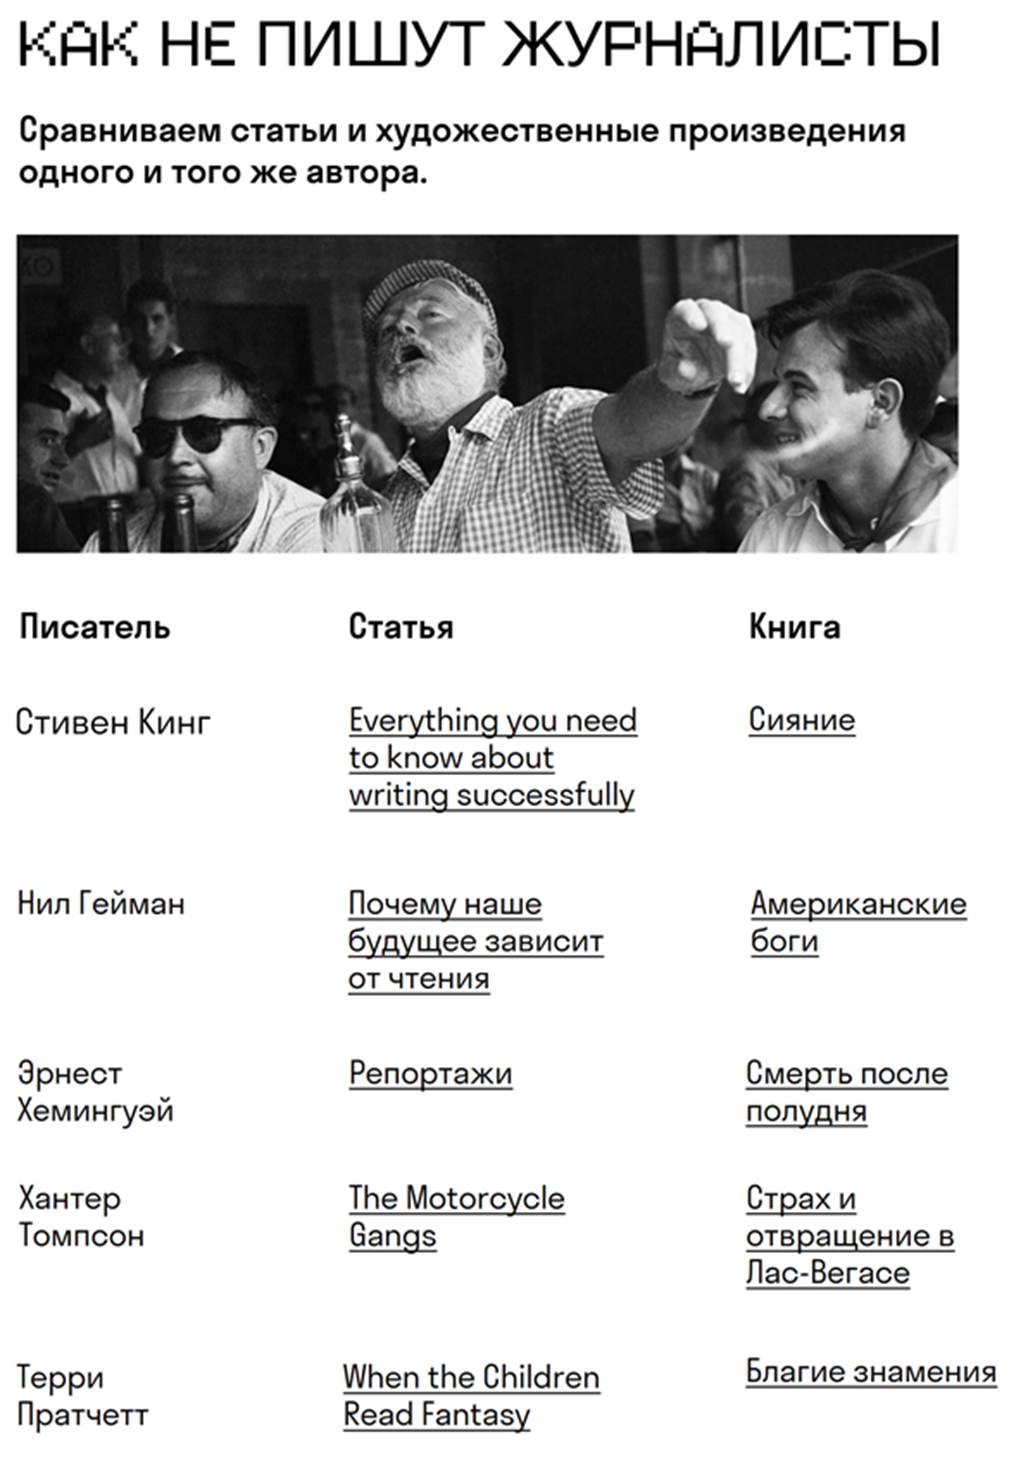 КАК НЕ ПИШУТ ЖУРНАЛИСТЫ
Сравниваем статьи и художественные произведения
одного и того же автора.
КО
Писатель Статья Книга
Стивен Кинг
Everything you need
to know about
writing successfully
Сияние
Нил Гейман
Почему наше
будущее зависит
от чтения
Американские
боги
Эрнест
Хемингуэй
Репортажи
Смерть после
полудня
Хантер
Томпсон
The Motorcycle
Gangs
Страх и
отвращение в
Лас-Вегасе
Терри
Пратчетт
When the Children
Read Fantasy
Благие знамения